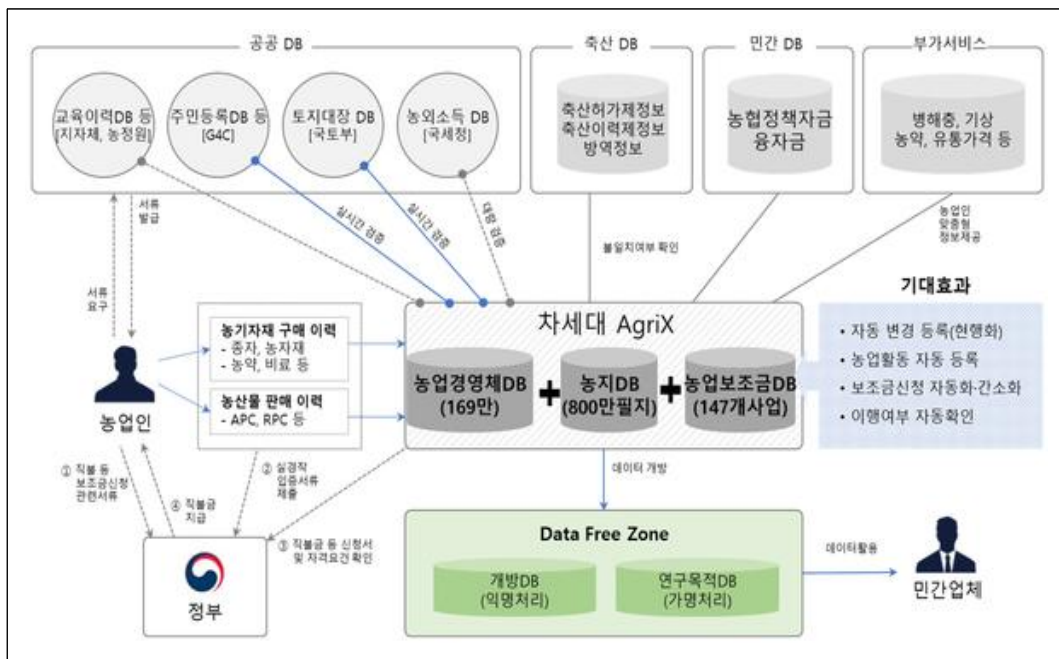 공공 DB
축산 DB
민간 DB
부가서비스
교육이력DB 등
[지자체, 농정원]
주민등록DB 등
[G4C]
토지대장 DB
[국토부]
농외소득 DB
[국세청]
축산허가제정보
축산이력제정보
방역정보
농협정책자금
융자금
병해충, 기상
농약, 유통가격 등
서류
발급
서류
요구
실시간 검증
실시간 검증
대량 검증
불일치여부 확인
농업인
맞춤형
정보제공
농업인
농기자재 구매 이력
- 종자, 농자재
- 농약, 비료 등
농산물 판매 이력
- APC, RPC 등
차세대 AgriX
농업경영체DB
(169만)
+
농지DB
(800만필지)
+
농업보조금DB
(147개사업)
기대효과
• 자동 변경 등록(현행화)
• 농업활동 자동 등록
• 보조금신청 자동화·간소화
• 이행여부 자동확인
① 직불 등
보조금신청
관련서류
④ 직불금
지급
② 실경작
입증서류
제출
③ 직불금 등 신청서
및 자격요건 확인
정부
데이터 개방
Data Free Zone
개방DB
(익명처리)
연구목적DB
(가명처리)
데이터활용
민간업체